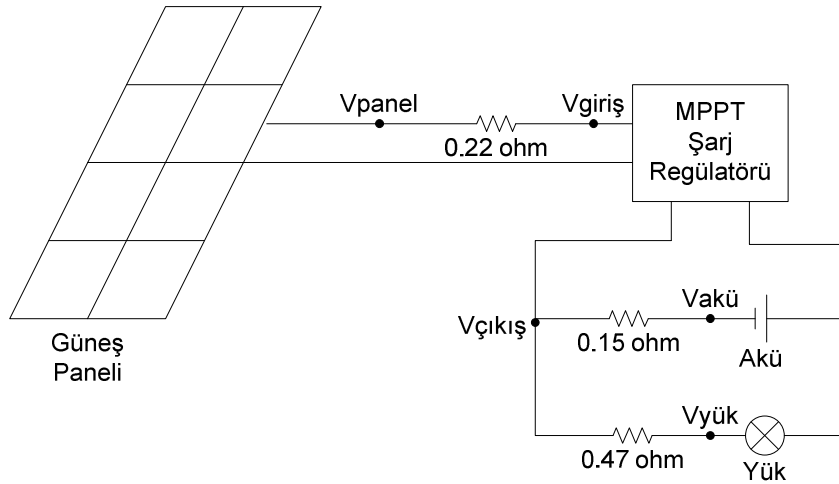 Vpanel
Vgiriş
0.22 ohm
MPPT
Şarj
Regülatörü
Güneş
Paneli
Vçıkış
Vakü
0.15 ohm
Akü
Vyük
0.47 ohm
Yük